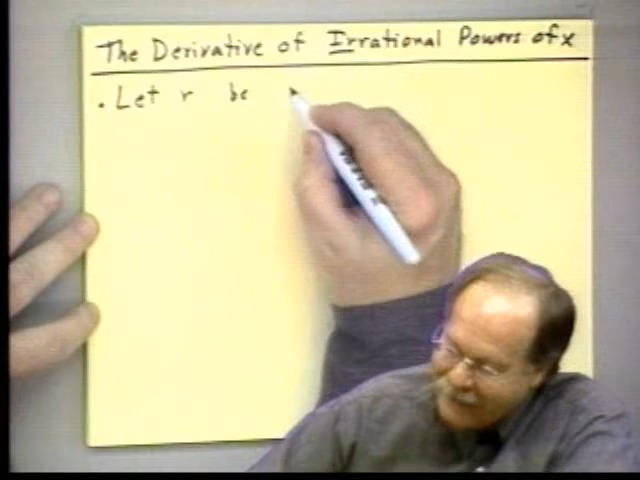 The Derivative of Irrational Powers of x
. Let r be